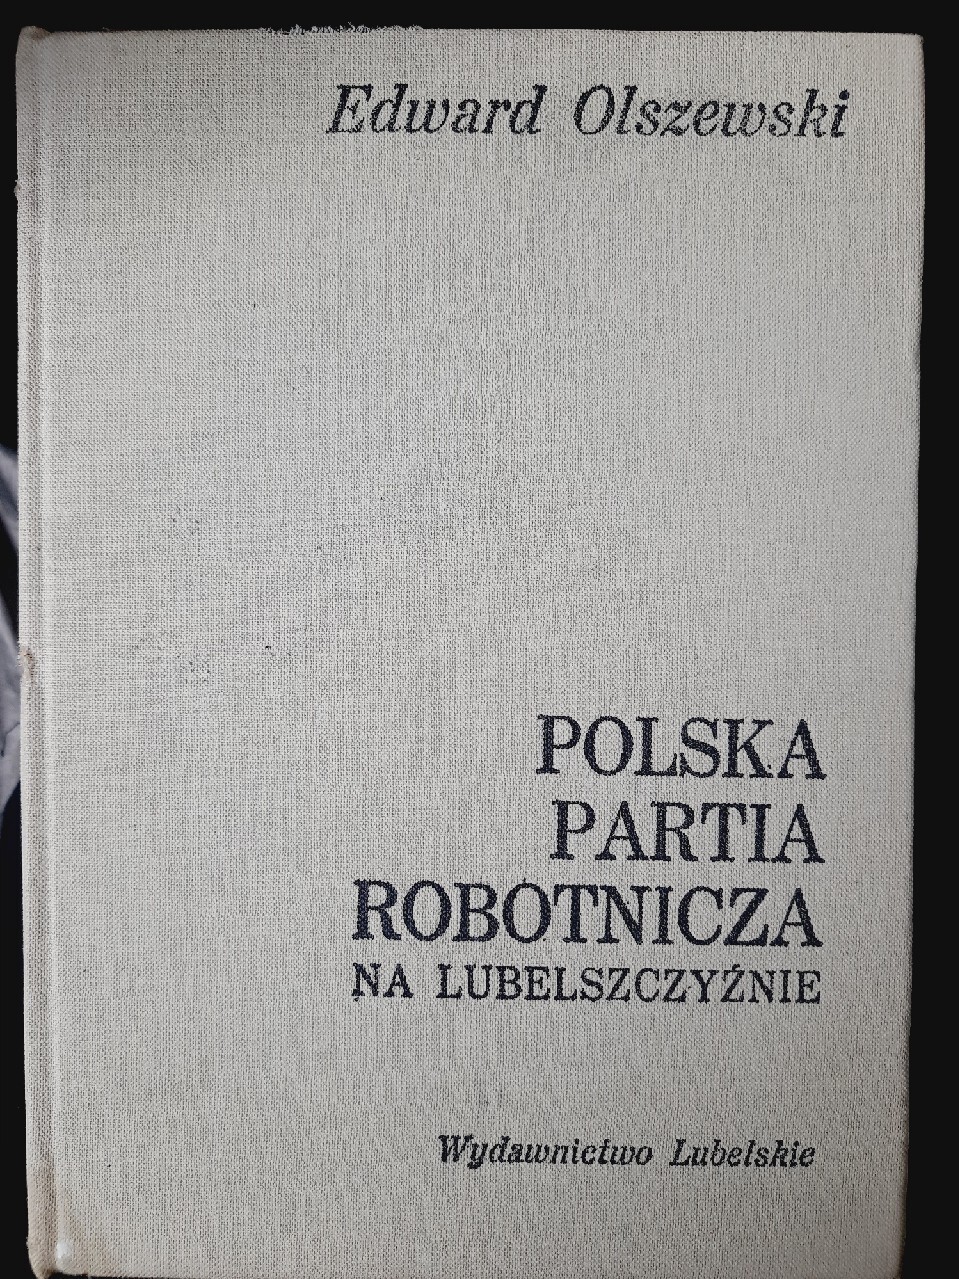 Edward Olszewski
POLSKA
PARTIA
ROBOTNICZA
NA LUBELSZCZYŹNIE
Wydawnictwo Lubelskie